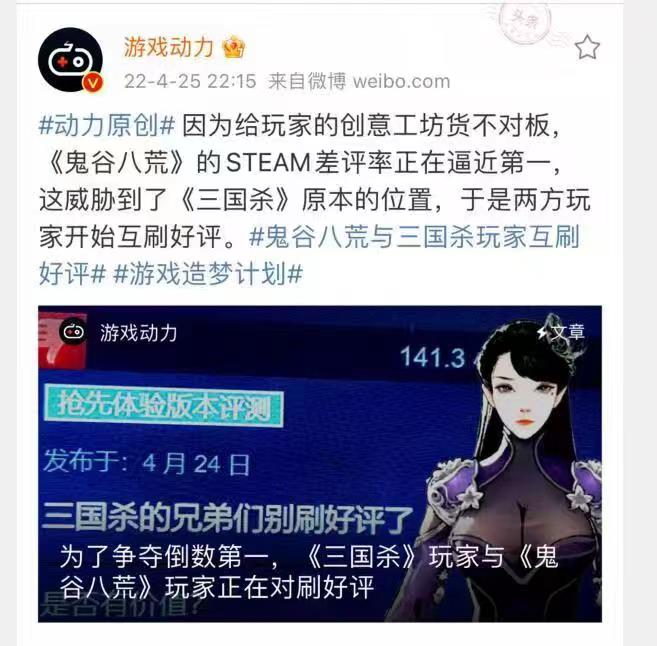 头条
游戏动力
22-4-25 22:15 来自微博 weibo.com
#动力原创# 因为给玩家的创意工坊货不对板，
《鬼谷八荒》的STEAM差评率正在逼近第一，
这威胁到了《三国杀》原本的位置，于是两方玩
家开始互刷好评。#鬼谷八荒与三国杀玩家互刷
好评# #游戏造梦计划#
游戏动力
文章
141.3
抢先体验版本评测
发布于：4 月 24 日
三国杀的兄弟们别刷好评了
为了争夺倒数第一，《三国杀》玩家与《鬼
谷八荒》玩家正在对刷好评
是否有价值？